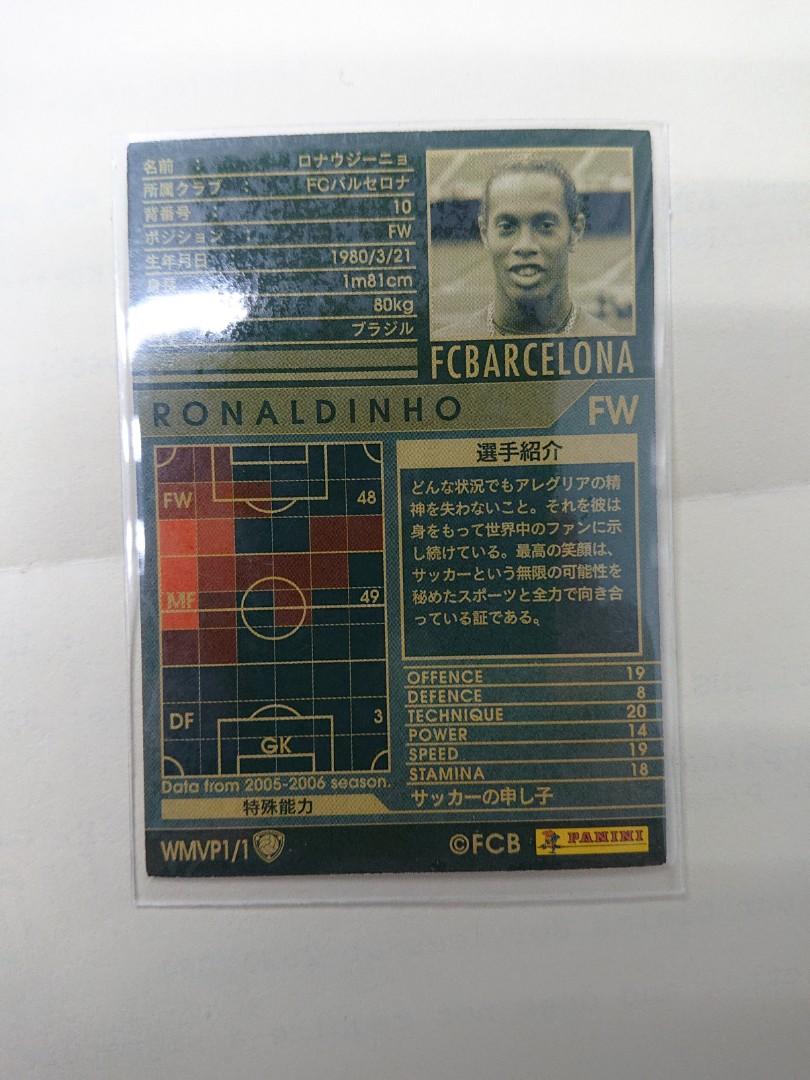 名前 : ロナウジーニョ
所属クラブ : FCバルセロナ
背番号 : 10
ポジション : FW
生年月日 : 1980/3/21
身長 1m81cm
80kg
ブラジル
FCBARCELONA
RONALDINHO FW
FW 48
MF 49
DF 3
GK
Data from 2005-2006 season.
特殊能力
選手紹介
どんな状況でもアレグリアの精
神を失わないこと。それを彼は
身をもって世界中のファンに示
し続けている。最高の笑顔は、
サッカーという無限の可能性を
秘めたスポーツと全力で向き合
っている証である。
OFFENCE 19
DEFENCE 8
TECHNIQUE 20
POWER 14
SPEED 19
STAMINA 18
サッカーの申し子
WMVP1/1
©FCB PANINI